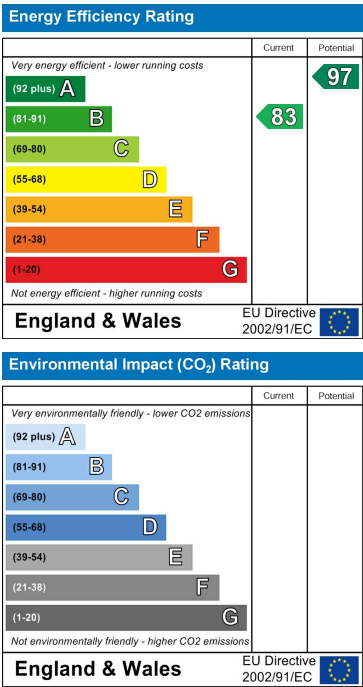 Energy Efficiency Rating
Current Potential
Very energy efficient - lower running costs
(92 plus) A
(81-91) B
(69-80) C
(55-68) D
(39-54) E
(21-38) F
(1-20) G
83
97
Not energy efficient - higher running costs
England & Wales
EU Directive
2002/91/EC
Environmental Impact (CO₂) Rating
Current Potential
Very environmentally friendly - lower CO2 emissions
(92 plus) A
(81-91) B
(69-80) C
(55-68) D
(39-54) E
(21-38) F
(1-20) G
Not environmentally friendly - higher CO2 emissions
England & Wales
EU Directive
2002/91/EC